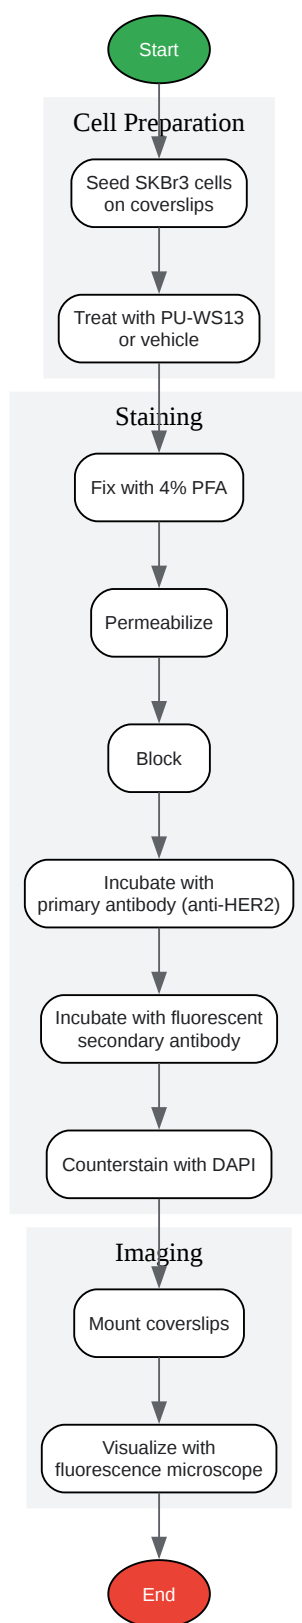 Start
Cell Preparation
Seed SKBr3 cells
on coverslips
Treat with PU-WS13
or vehicle
Staining
Fix with 4% PFA
Permeabilize
Block
Incubate with
primary antibody (anti-HER2)
Incubate with fluorescent
secondary antibody
Counterstain with DAPI
Imaging
Mount coverslips
Visualize with
fluorescence microscope
End